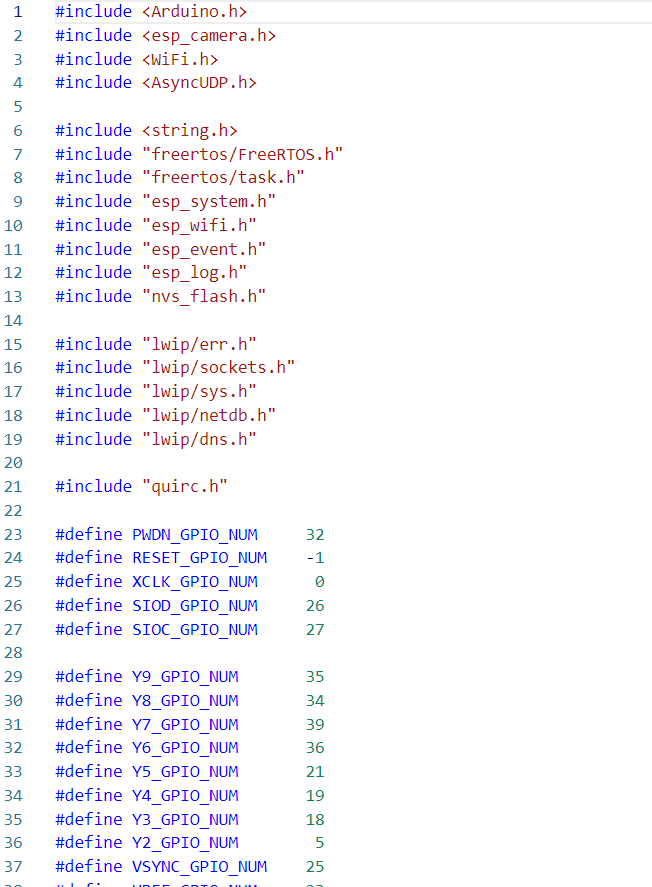 1 #include <Arduino.h>
2 #include <esp_camera.h>
3 #include <WiFi.h>
4 #include <AsyncUDP.h>
5
6 #include <string.h>
7 #include "freertos/FreeRTOS.h"
8 #include "freertos/task.h"
9 #include "esp_system.h"
10 #include "esp_wifi.h"
11 #include "esp_event.h"
12 #include "esp_log.h"
13 #include "nvs_flash.h"
14
15 #include "lwip/err.h"
16 #include "lwip/sockets.h"
17 #include "lwip/sys.h"
18 #include "lwip/netdb.h"
19 #include "lwip/dns.h"
20
21 #include "quirc.h"
22
23 #define PWDN_GPIO_NUM     32
24 #define RESET_GPIO_NUM    -1
25 #define XCLK_GPIO_NUM      0
26 #define SIOD_GPIO_NUM     26
27 #define SIOC_GPIO_NUM     27
28
29 #define Y9_GPIO_NUM       35
30 #define Y8_GPIO_NUM       34
31 #define Y7_GPIO_NUM       39
32 #define Y6_GPIO_NUM       36
33 #define Y5_GPIO_NUM       21
34 #define Y4_GPIO_NUM       19
35 #define Y3_GPIO_NUM       18
36 #define Y2_GPIO_NUM        5
37 #define VSYNC_GPIO_NUM    25